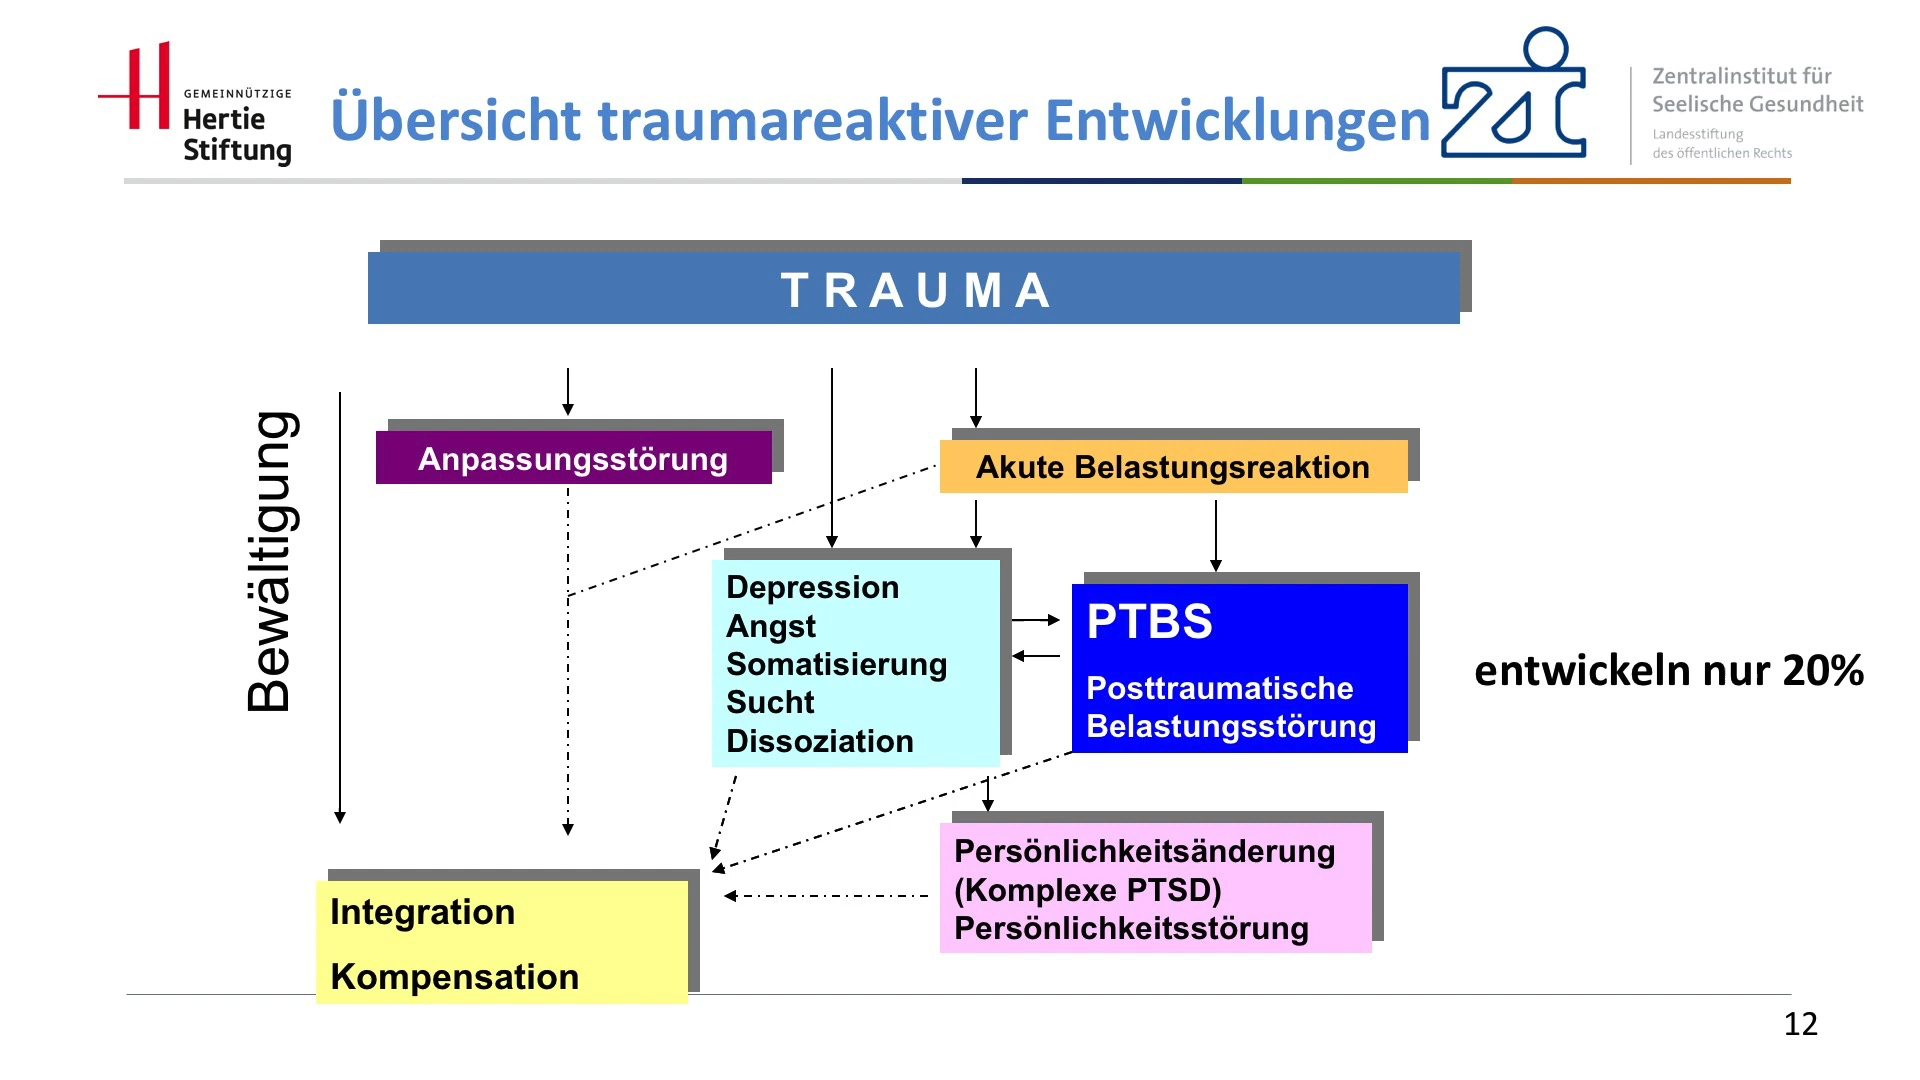 GEMEINNÜTZIGE
Hertie
Stiftung
Übersicht traumareaktiver Entwicklungen
Zentralinstitut für
Seelische Gesundheit
Landesstiftung
des öffentlichen Rechts
TRAUMA
Bewältigung
Anpassungsstörung
Akute Belastungsreaktion
Depression
Angst
Somatisierung
Sucht
Dissoziation
PTBS
Posttraumatische
Belastungsstörung
entwickeln nur 20%
Persönlichkeitsänderung
(Komplexe PTSD)
Persönlichkeitsstörung
Integration
Kompensation
12